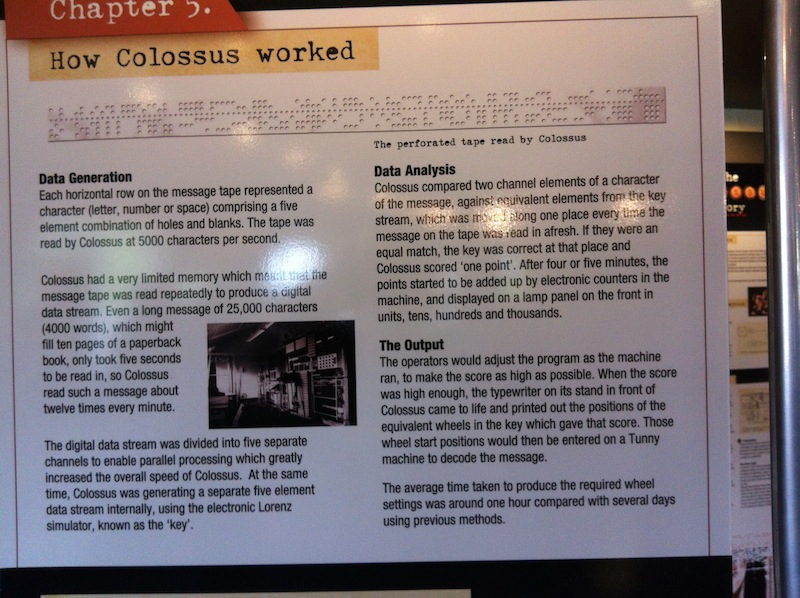 Chapter 5.
How Colossus worked
The perforated tape read by Colossus
Data Generation
Each horizontal row on the message tape represented a
character (letter, number or space) comprising a five
element combination of holes and blanks. The tape was
read by Colossus at 5000 characters per second.
Colossus had a very limited memory which meant that the
message tape was read repeatedly to produce a digital
data stream. Even a long message of 25,000 characters
(4000 words), which might
fill ten pages of a paperback
book, only took five seconds
to be read in, so Colossus
read such a message about
twelve times every minute.
The digital data stream was divided into five separate
channels to enable parallel processing which greatly
increased the overall speed of Colossus. At the same
time, Colossus was generating a separate five element
data stream internally, using the electronic Lorenz
simulator, known as the 'key'.
Data Analysis
Colossus compared two channel elements of a character
of the message, against equivalent elements from the key
stream, which was moved along one place every time the
message on the tape was read in afresh. If they were an
equal match, the key was correct at that place and
Colossus scored 'one point'. After four or five minutes, the
points started to be added up by electronic counters in the
machine, and displayed on a lamp panel on the front in
units, tens, hundreds and thousands.
The Output
The operators would adjust the program as the machine
ran, to make the score as high as possible. When the score
was high enough, the typewriter on its stand in front of
Colossus came to life and printed out the positions of the
equivalent wheels in the key which gave that score. Those
wheel start positions would then be entered on a Tunny
machine to decode the message.
The average time taken to produce the required wheel
settings was around one hour compared with several days
using previous methods.